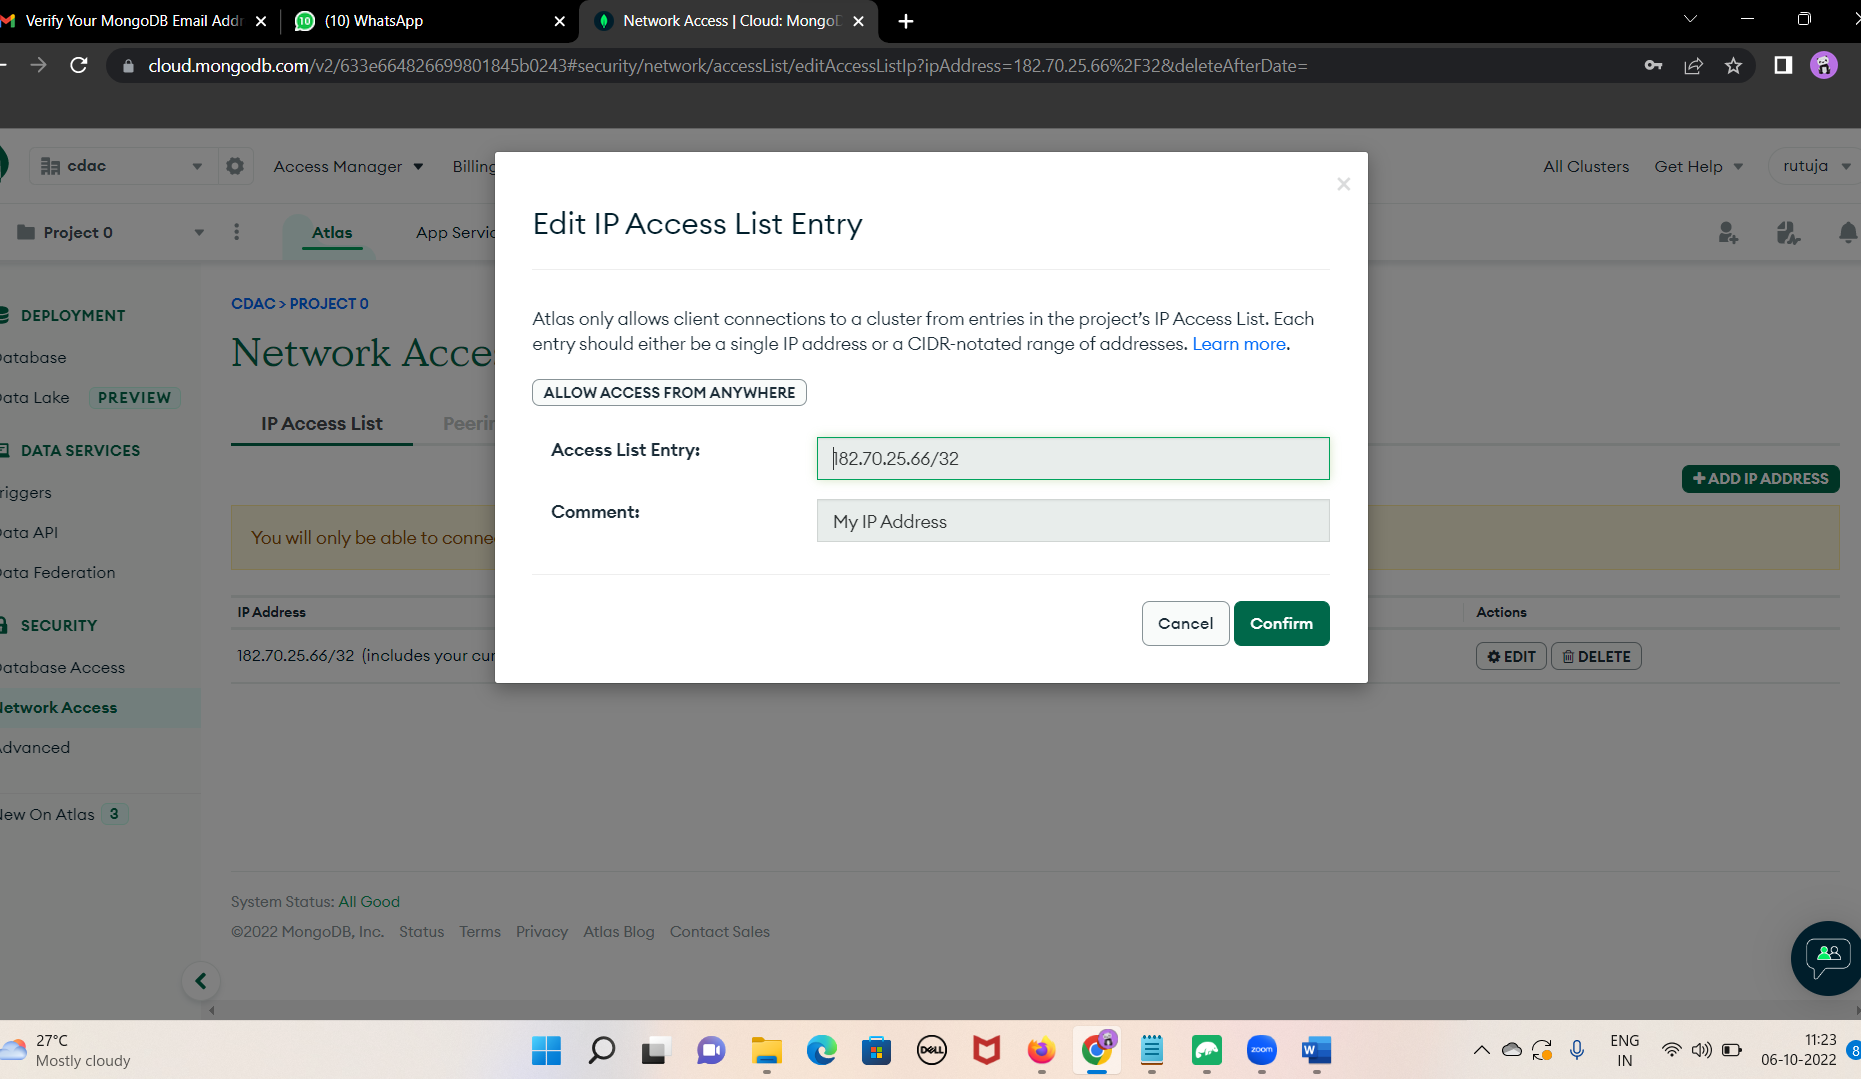 Verify Your MongoDB Email Addr
(10) WhatsApp
Network Access | Cloud: MongoD
cloud.mongodb.com/v2/633e664826699801845b0243#security/network/accessList/editAccessListIp?ipAddress=182.70.25.66%2F32&deleteAfterDate=
cdac
Access Manager
Billing
All Clusters
Get Help
rutuja
Project 0
Atlas
App Servic
Edit IP Access List Entry
Atlas only allows client connections to a cluster from entries in the project's IP Access List. Each
entry should either be a single IP address or a CIDR-notated range of addresses. Learn more.
ALLOW ACCESS FROM ANYWHERE
Access List Entry:
182.70.25.66/32
Comment:
My IP Address
Cancel
Confirm
DEPLOYMENT
atabase
ata Lake
PREVIEW
DATA SERVICES
riggers
ata API
ata Federation
SECURITY
atabase Access
etwork Access
dvanced
ew On Atlas
3
CDAC > PROJECT 0
Network Acce
IP Access List
Peerin
+ ADD IP ADDRESS
You will only be able to conne
IP Address
Actions
182.70.25.66/32 (includes your cur
EDIT
DELETE
System Status: All Good
©2022 MongoDB, Inc. Status Terms Privacy Atlas Blog Contact Sales
27°C
Mostly cloudy
DELL
zoom
W
ENG
IN
11:23
06-10-2022
8